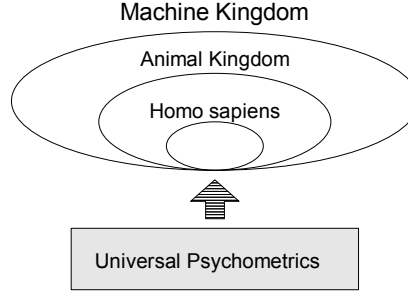 Machine Kingdom
Animal Kingdom
Homo sapiens
Universal Psychometrics